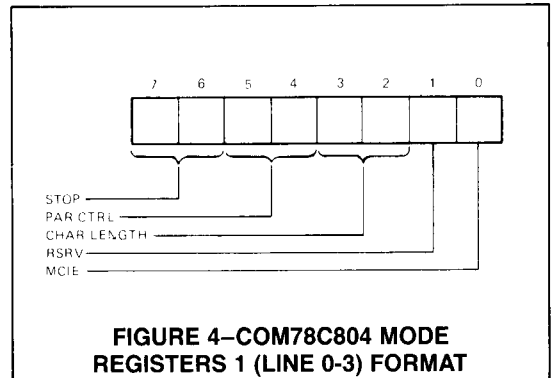 7 6 5 4 3 2 1 0
STOP
PAR CTRL
CHAR LENGTH
RSRV
MCIE
FIGURE 4–COM78C804 MODE
REGISTERS 1 (LINE 0-3) FORMAT